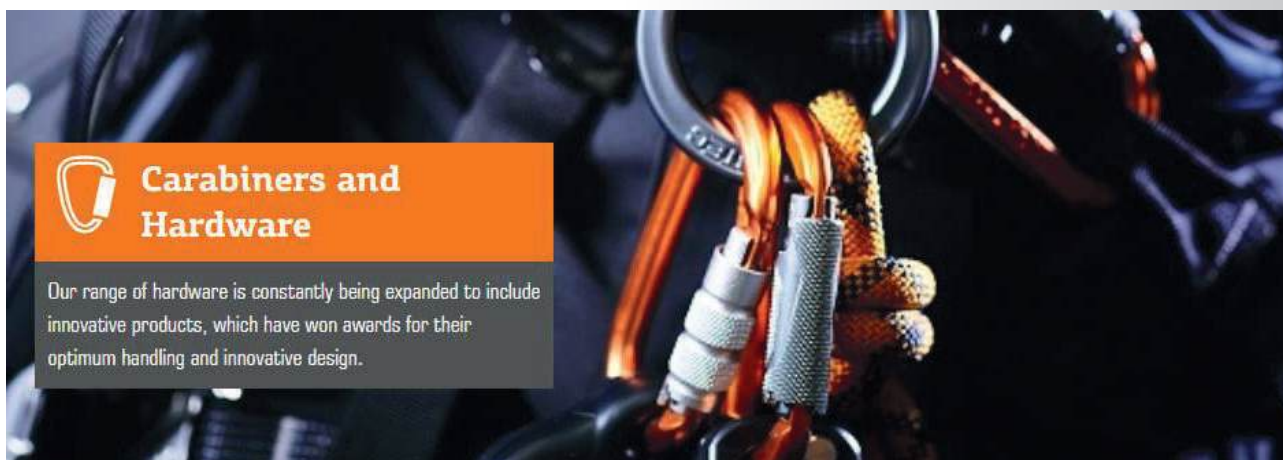 Carabiners and
Hardware
Our range of hardware is constantly being expanded to include
innovative products, which have won awards for their
optimum handling and innovative design.